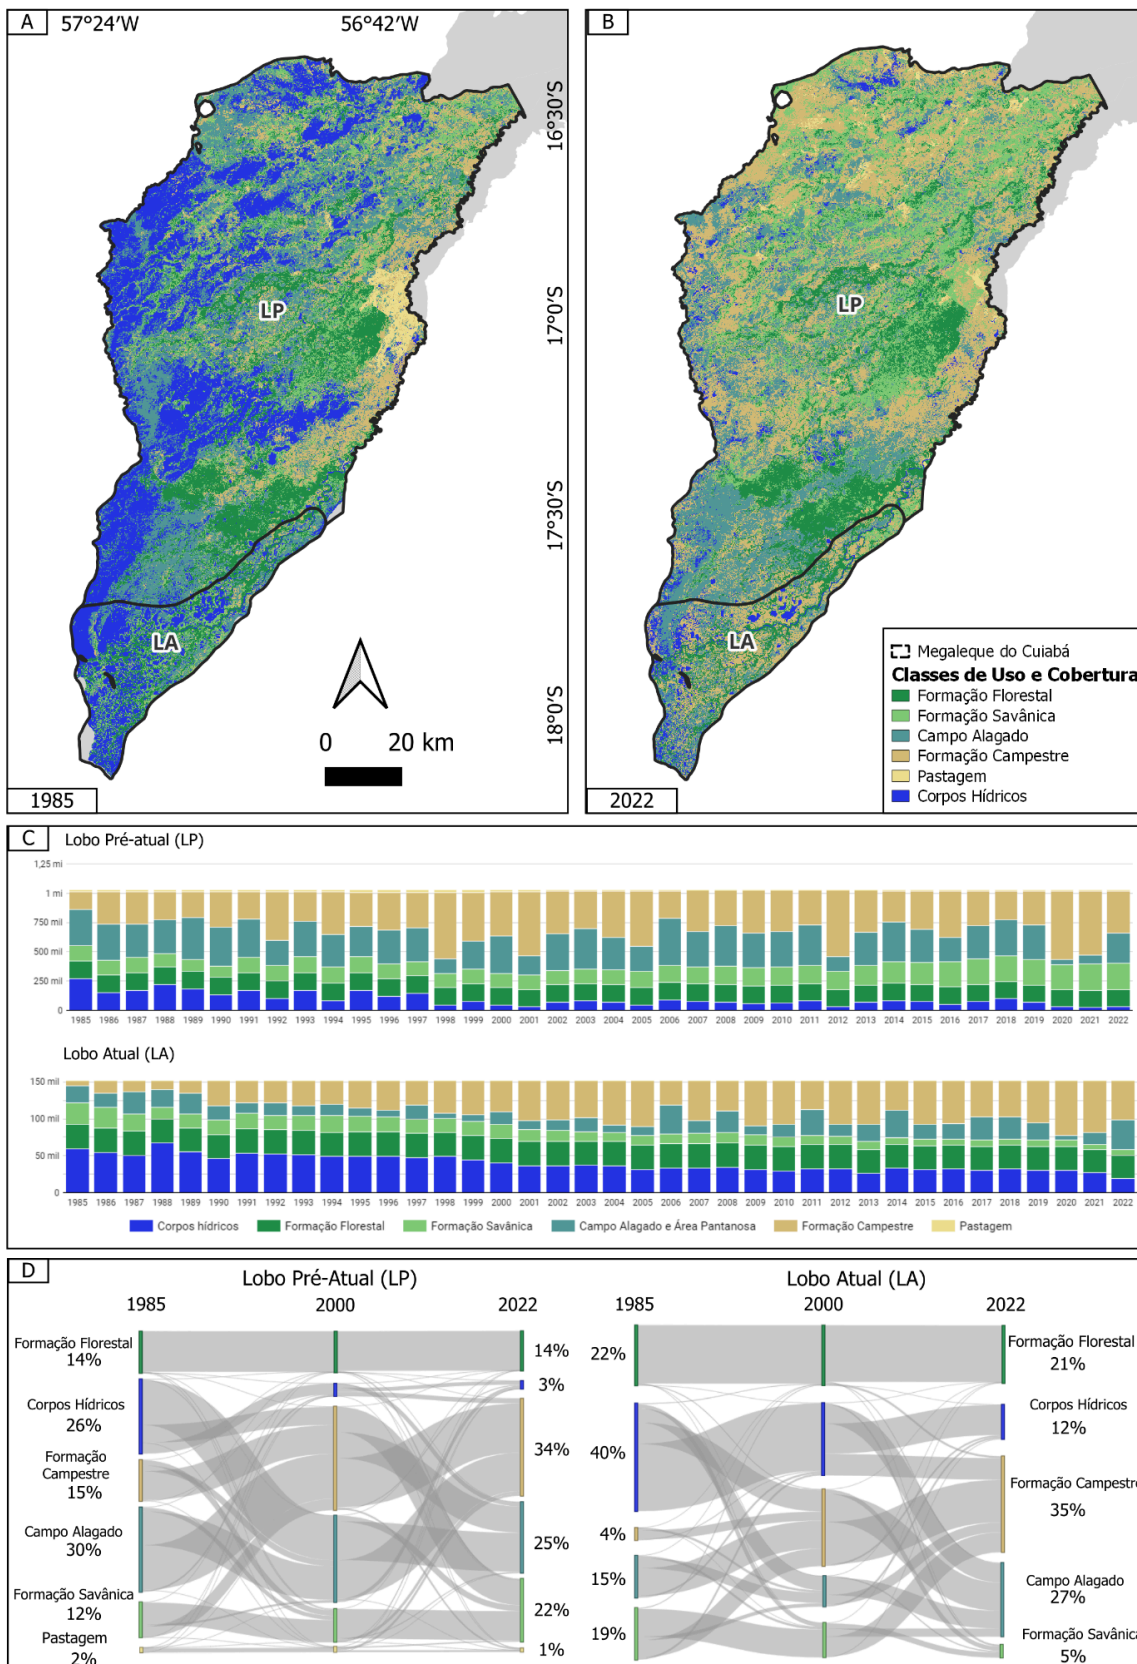 A
57°24′W
56°42′W
B
16°30′S
17°0′S
17°30′S
18°0′S
LP
LA
0
20 km
1985
LP
LA
2022
Megaleque do Cuiabá
Classes de Uso e Cobertura
Formação Florestal
Formação Savânica
Campo Alagado
Formação Campestre
Pastagem
Corpos Hídricos
C
Lobo Pré-atual (LP)
1,25 mi
1 mi
750 mil
500 mil
250 mil
0
1985 1986 1987 1988 1989 1990 1991 1992 1993 1994 1995 1996 1997 1998 1999 2000 2001 2002 2003 2004 2005 2006 2007 2008 2009 2010 2011 2012 2013 2014 2015 2016 2017 2018 2019 2020 2021 2022
Lobo Atual (LA)
150 mil
100 mil
50 mil
0
1985 1986 1987 1988 1989 1990 1991 1992 1993 1994 1995 1996 1997 1998 1999 2000 2001 2002 2003 2004 2005 2006 2007 2008 2009 2010 2011 2012 2013 2014 2015 2016 2017 2018 2019 2020 2021 2022
Corpos hídricos Formação Florestal Formação Savânica Campo Alagado e Área Pantanosa Formação Campestre Pastagem
D
Lobo Pré-Atual (LP)
1985 2000 2022
Formação Florestal
14%
Corpos Hídricos
26%
Formação
Campestre
15%
Campo Alagado
30%
Formação Savânica
12%
Pastagem
2%
14%
3%
34%
25%
22%
1%
Lobo Atual (LA)
1985 2000 2022
22%
40%
4%
15%
19%
Formação Florestal
21%
Corpos Hídricos
12%
Formação Campestre
35%
Campo Alagado
27%
Formação Savânica
5%